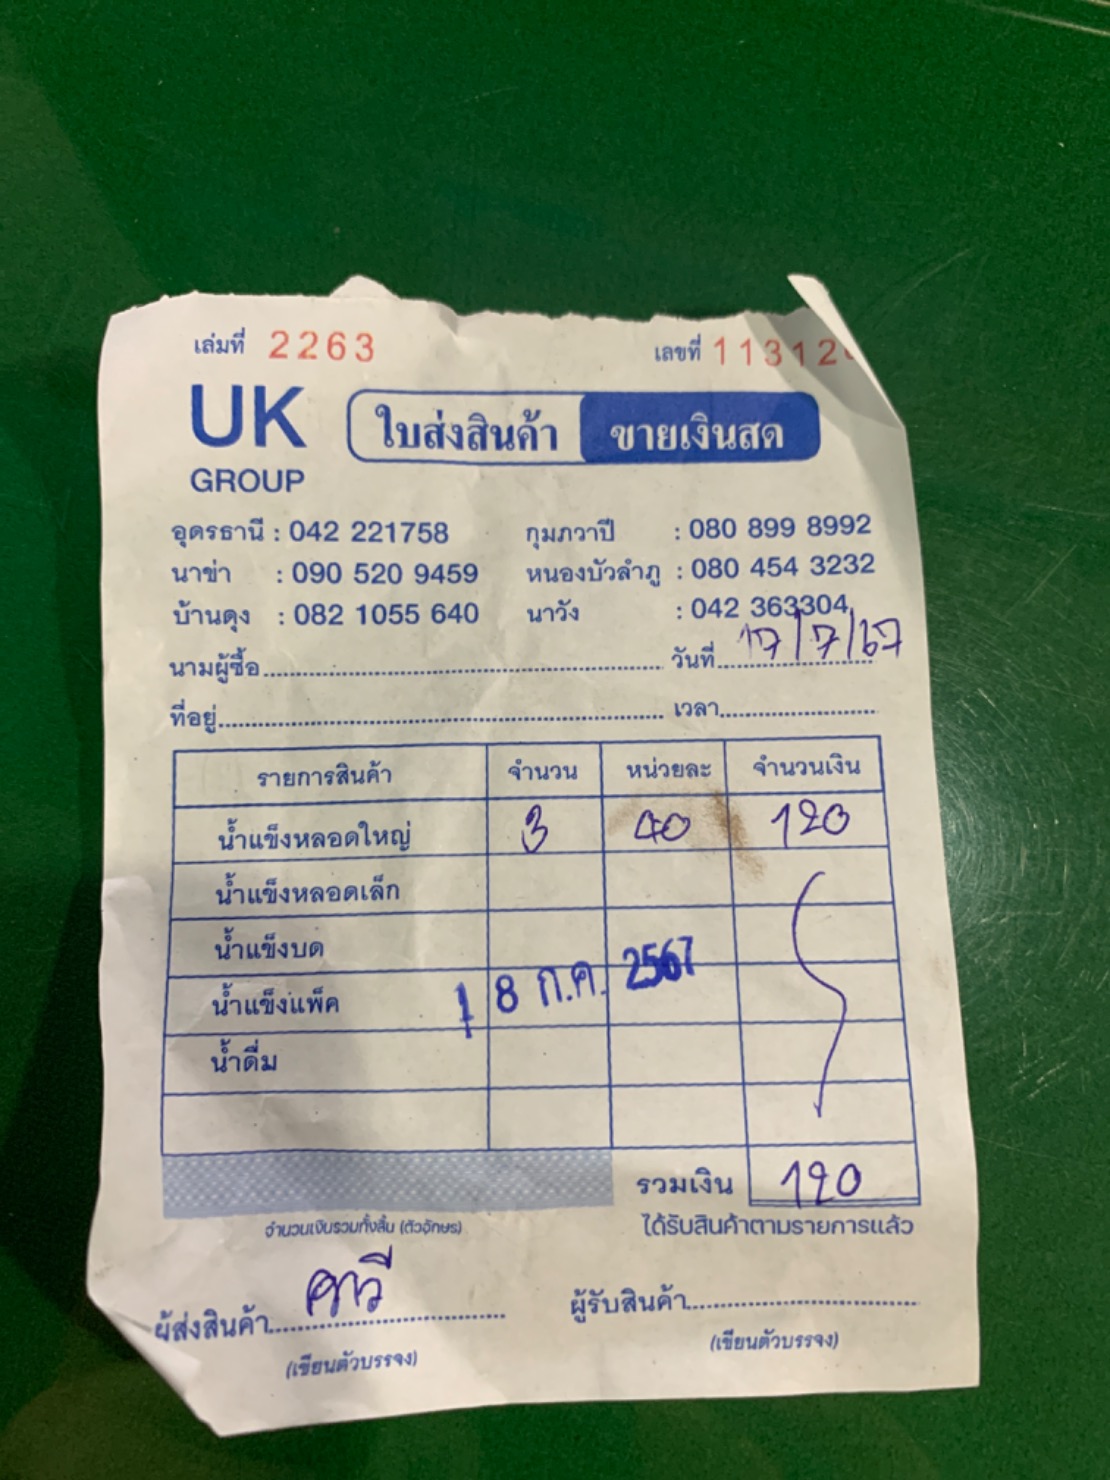 เล่มที่ 2263 เลขที่ 11312
UK GROUP
ใบส่งสินค้า ขายเงินสด
อุดรธานี : 042 221758 กุมภวาปี : 080 899 8992
นาข่า : 090 520 9459 หนองบัวลำภู : 080 454 3232
บ้านดุง : 082 1055 640 นาวัง : 042 363304
นามผู้ซื้อ วันที่ 17/7/67
ที่อยู่ เวลา
รายการสินค้า จำนวน หน่วยละ จำนวนเงิน
น้ำแข็งหลอดใหญ่ 3 40 120
น้ำแข็งหลอดเล็ก
น้ำแข็งบด
น้ำแข็งแพ็ค 18 ก.ค. 2567
น้ำดื่ม
รวมเงิน 120
จำนวนเงินรวมทั้งสิ้น (ตัวอักษร) ได้รับสินค้าตามรายการแล้ว
ผู้ส่งสินค้า ผู้รับสินค้า
(เขียนตัวบรรจง) (เขียนตัวบรรจง)